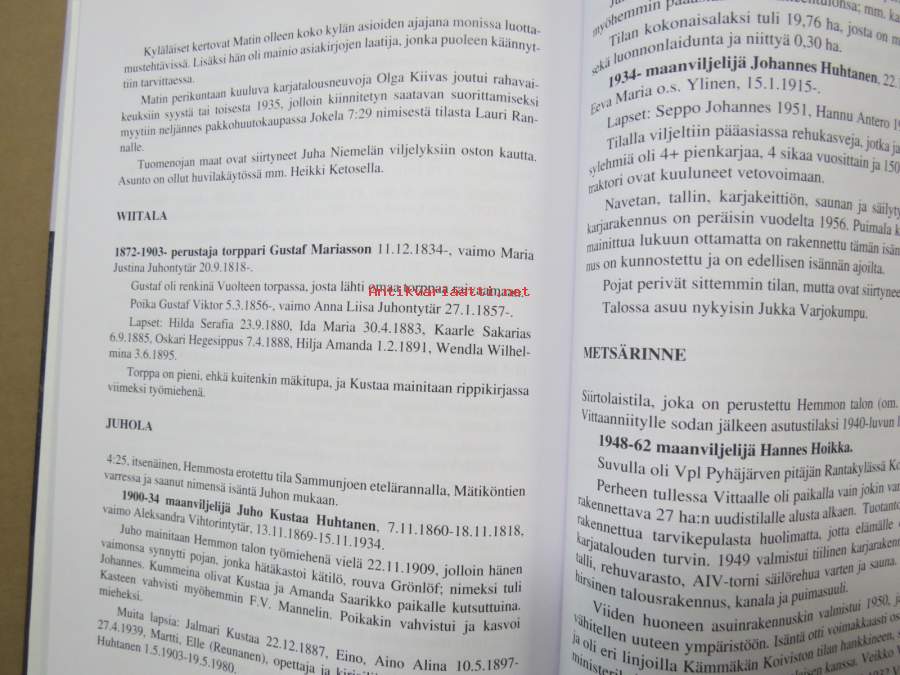 Kyläläiset kertovat Matin olleen koko kylän asioiden ajajana monissa luotta-
mustehtävissä. Lisäksi hän oli mainio asiakirjojen laatija, jonka puoleen käännyt-
tiin tarvittaessa.
Matin perikuntaan kuuluva karjatalousneuvoja Olga Kiivas joutui rahavai-
keuksiin syystä tai toisesta 1935, jolloin kiinnitetyn saatavan suorittamiseksi
myytiin neljännes pakkohuutokaupassa Jokela 7:29 nimisestä tilasta Lauri Ran-
nalle.
Tuomenojan maat ovat siirtyneet Juha Niemelän viljelyksiin oston kautta.
Asunto on ollut huvilakäytössä mm. Heikki Ketosella.
WIITALA
1872-1903- perustaja torppari Gustaf Mariasson 11.12.1834-, vaimo Maria
Justina Juhontytär 20.9.1818-.
Gustaf oli renkinä Vuolteen torpassa, josta lähti omaa torppaa
Antikvariaattini.net
Poika Gustaf Viktor 5.3.1856-, vaimo Anna Liisa Juhontytär 27.1.1857-.
Lapset: Hilda Serafia 23.9.1880, Ida Maria 30.4.1883, Kaarle Sakarias
6.9.1885, Oskari Hegesippus 7.4.1888, Hilja Amanda 1.2.1891, Wendla Wilhel-
mina 3.6.1895.
Torppa on pieni, ehkä kuitenkin mäkitupa, ja Kustaa mainitaan rippikirjassa
viimeksi työmiehenä.
JUHOLA
4:25, itsenäinen, Hemmosta erotettu tila Sammunjoen etelärannalla, Mätiköntien
varressa ja saanut nimensä isäntä Juhon mukaan.
1900-34 maanviljelijä Juho Kustaa Huhtanen, 7.11.1860-18.11.1818,
vaimo Aleksandra Vihtorintytär, 13.11.1869-15.11.1934.
Juho mainitaan Hemmon talon työmiehenä vielä 22.11.1909, jolloin hänen
vaimonsa synnytti pojan, jonka hätäkastoi kätilö, rouva Grönlöf; nimeksi tuli
Johannes. Kummeina olivat Kustaa ja Amanda Saarikko paikalle kutsuttuina.
Kasteen vahvisti myöhemmin F.V. Mannelin. Poikakin vahvistui ja kasvoi
mieheksi.
Muita lapsia: Jalmari Kustaa 22.12.1887, Eino, Aino Alina 10.5.1897-
27.4.1939, Martti, Elle (Reunanen), opettaja ja
Huhtanen 1.5.1903-19.5.1980.
myöhemmin
Tilan kokonaisalaksi tuli 19,76 ha, josta on
sekä luonnonlaidunta ja niittyä 0,30 ha.
1934- maanviljelijä Johannes Huhtanen, 22.
Eeva Maria o.s. Ylinen, 15.1.1915-.
Lapset: Seppo Johannes 1951, Hannu Antero
Tilalla viljeltiin pääasiassa rehukasveja, jotka
sylehmiä oli 4+ pienkarjaa, 4 sikaa vuosittain ja 150
traktori ovat kuuluneet vetovoimaan.
Navetan, tallin, karjakeittiön, saunan ja
karjarakennus on peräisin vuodelta 1956. Puimala
mainittua lukuun ottamatta on rakennettu tämän
nus on kunnostettu ja on edellisen isännän ajoilta.
Pojat perivät sittemmin tilan, mutta ovat
Talossa asuu nykyisin Jukka Varjokumpu.
METSÄRINNE
Siirtolaistila, joka on perustettu Hemmon talon (om.
Vittaanniitylle sodan jälkeen asutustilaksi 1940-luvun
1948-62 maanviljelijä Hannes Hoikka.
Suvulla oli Vpl Pyhäjärven pitäjän Rantakylässä
Perheen tullessa Vittaalle oli paikalla vain jokin
rakennettava 27 ha:n uudistilalle alusta alkaen.
rakennettua tarvikepulasta huolimatta, jotta elämälle
karjatalouden turvin. 1949 valmistui tiilinen
talli, rehuvarasto, AIV-torni säilörehua varten ja sauna.
hirsinen talousrakennus, kanala ja puimasuuli.
Viiden huoneen asuinrakennuskin valmistui 1950,
vähitellen uuteen ympäristöön. Isäntä otti voimakkaasti
ja oli eri linjoilla Kämmäkän Koiviston tilan hankkineen,
kanssa. Veikko